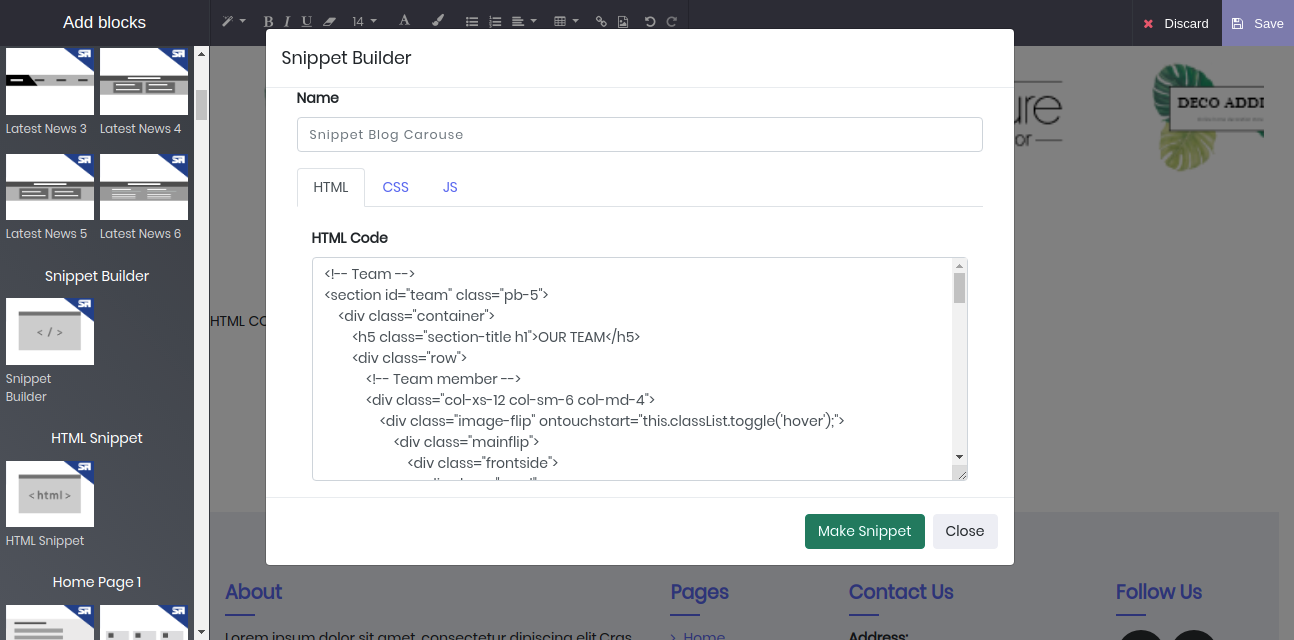 Add blocks
B I U 14 A
Discard
Save
Latest News 3
Latest News 4
Latest News 5
Latest News 6
Snippet Builder
</>
Snippet
Builder
HTML Snippet
<html>
HTML Snippet
Home Page 1
Snippet Builder
Name
Snippet Blog Carouse
HTML CSS JS
HTML Code
<!-- Team -->
<section id="team" class="pb-5">
<div class="container">
<h5 class="section-title h1">OUR TEAM</h5>
<div class="row">
<!-- Team member -->
<div class="col-xs-12 col-sm-6 col-md-4">
<div class="image-flip" ontouchstart="this.classList.toggle('hover');">
<div class="mainflip">
<div class="frontside">
Make Snippet
Close
HTML CO
ure
or
DECO ADDI
About
Lorem ipsum dolor sit amet, consectetur dipiscing elit.Cras
Pages
> Home
Contact Us
Address:
Follow Us